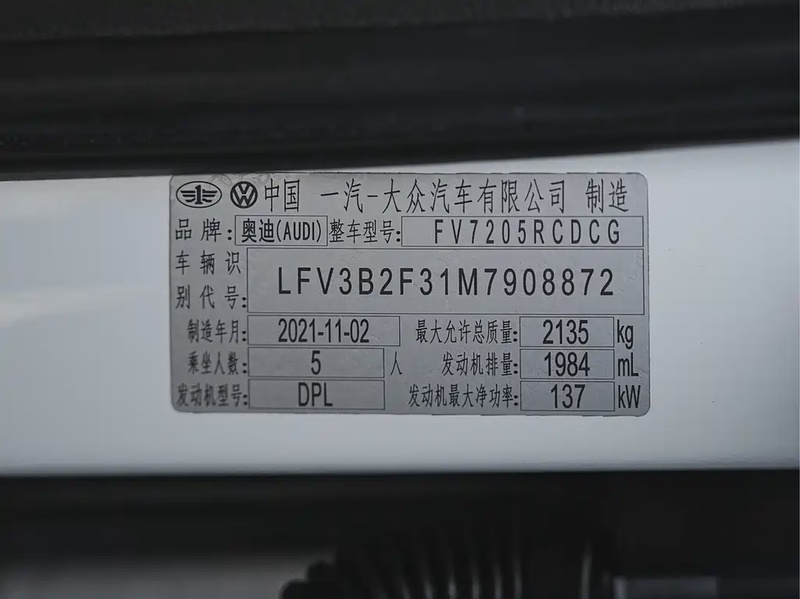 中国 一汽-大众汽车有限公司 制造
品牌: 奥迪(AUDI) 整车型号: FV7205RCDCG
车辆识别代号: LFV3B2F31M7908872
制造年月: 2021-11-02 最大允许总质量: 2135 kg
乘坐人数: 5 人 发动机排量: 1984 mL
发动机型号: DPL 发动机最大净功率: 137 kW